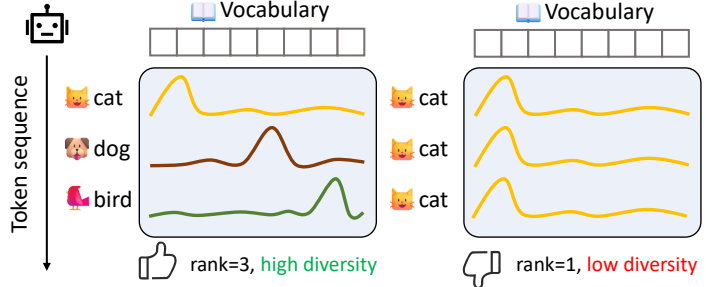 Vocabulary
Vocabulary
Token sequence
cat
dog
bird
cat
cat
cat
rank=3, high diversity
rank=1, low diversity